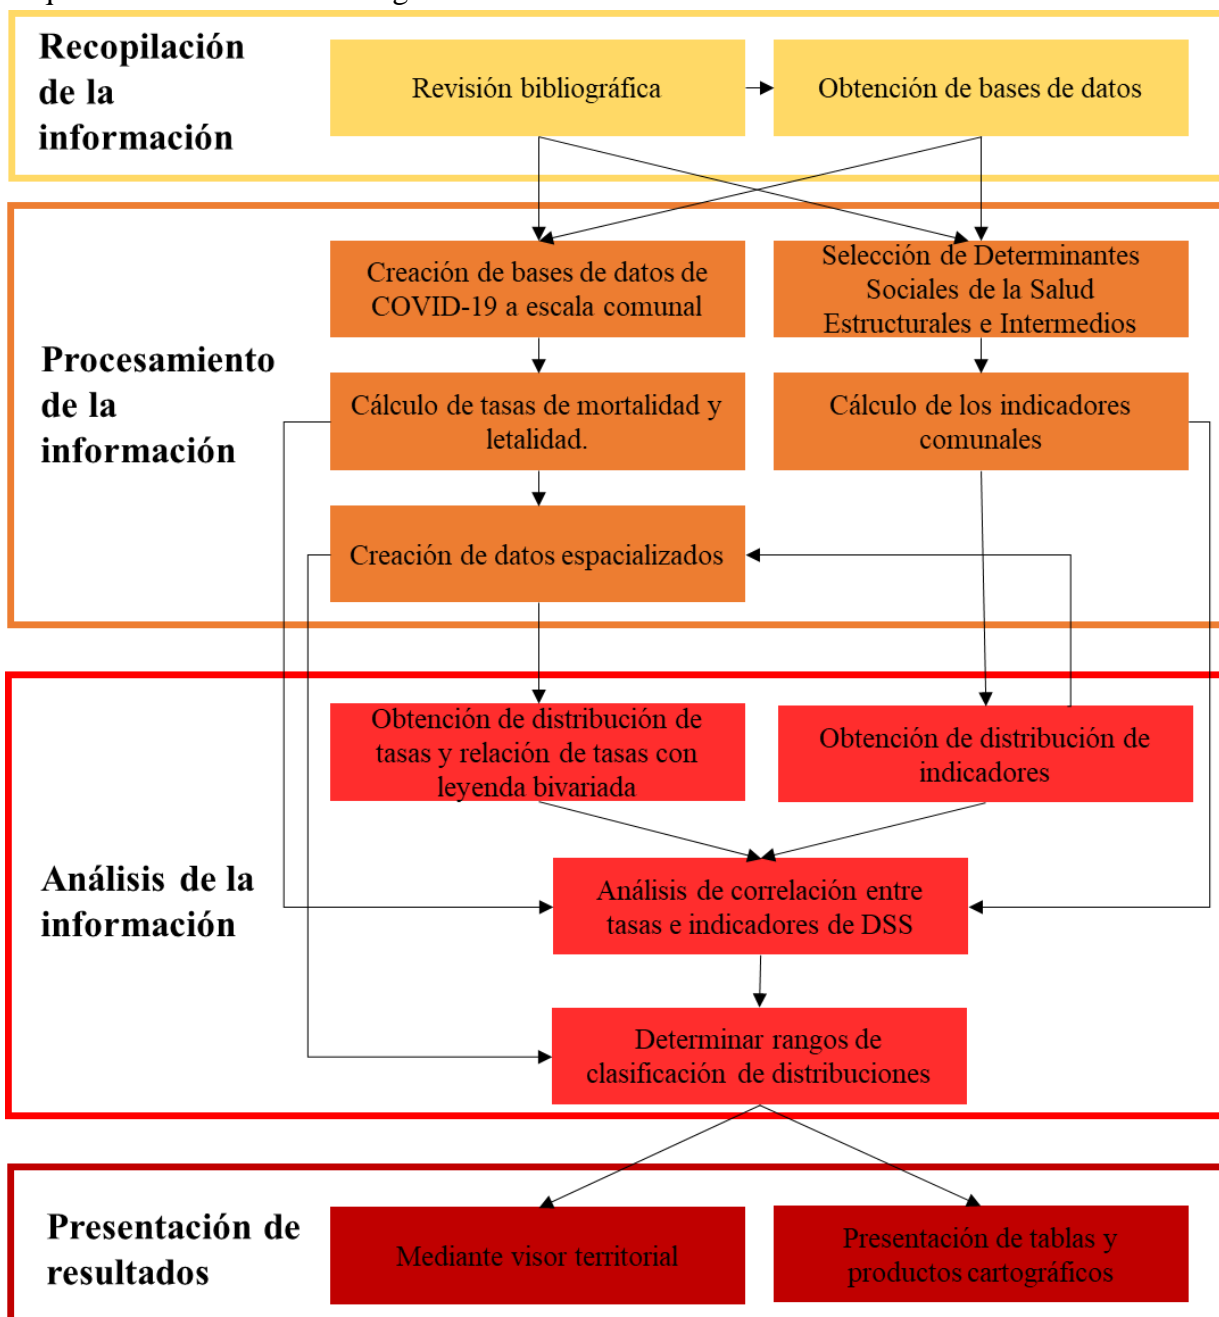 Recopilación
de la
información
Revisión bibliográfica
Obtención de bases de datos
Procesamiento
de la
información
Creación de bases de datos de
COVID-19 a escala comunal
Selección de Determinantes
Sociales de la Salud
Estructurales e Intermedios
Cálculo de tasas de mortalidad y
letalidad.
Cálculo de los indicadores
comunales
Creación de datos espacializados
Análisis de la
información
Obtención de distribución de
tasas y relación de tasas con
leyenda bivariada
Obtención de distribución de
indicadores
Análisis de correlación entre
tasas e indicadores de DSS
Determinar rangos de
clasificación de distribuciones
Presentación de
resultados
Mediante visor territorial
Presentación de tablas y
productos cartográficos